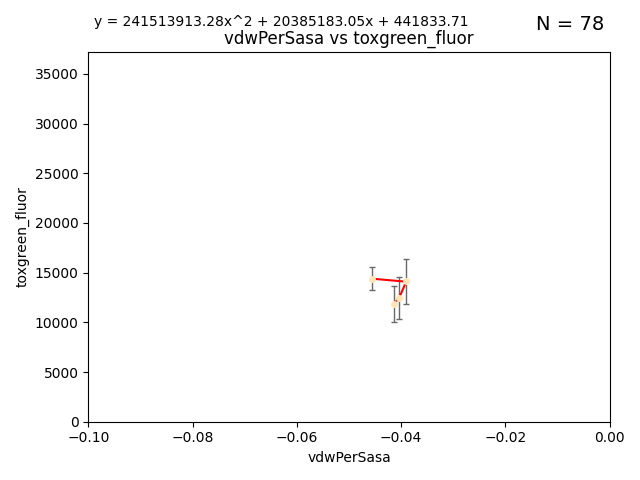 y = 241513913.28x^2 + 20385183.05x + 441833.71
N = 78
vdwPerSasa vs toxgreen_fluor
35000
30000
25000
20000
15000
10000
5000
0
toxgreen_fluor
−0.10 −0.08 −0.06 −0.04 −0.02 0.00
vdwPerSasa